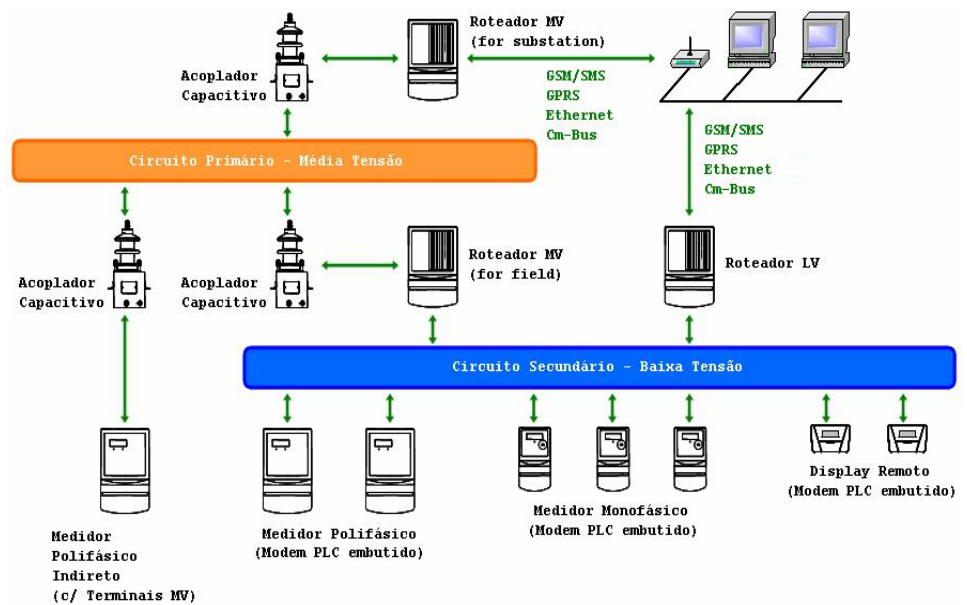 Roteador MV
(for substation)
Acoplador
Capacitivo
GSM/SMS
GPRS
Ethernet
Cm-Bus
GSM/SMS
GPRS
Ethernet
Cm-Bus
Circuito Primário - Média Tensão
Acoplador
Capacitivo
Acoplador
Capacitivo
Roteador MV
(for field)
Roteador LV
Circuito Secundário - Baixa Tensão
Medidor
Polifásico
Indireto
(c/ Terminais MV)
Medidor Polifásico
(Modem PLC embutido)
Medidor Monofásico
(Modem PLC embutido)
Display Remoto
(Modem PLC embutido)